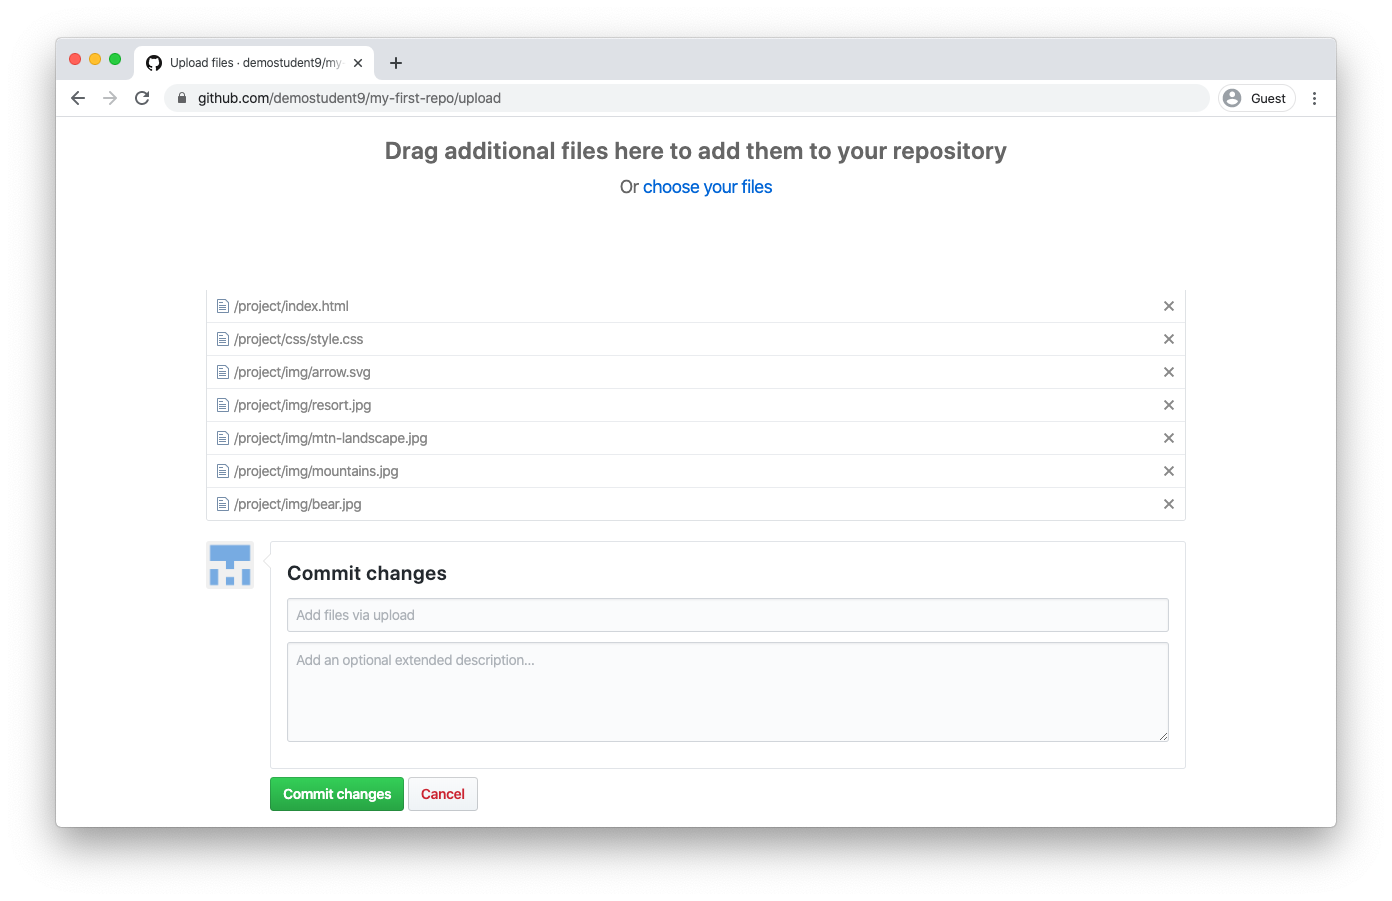 Upload files · demostudent9/my-
github.com/demostudent9/my-first-repo/upload
Guest
Drag additional files here to add them to your repository
Or choose your files
/project/index.html
/project/css/style.css
/project/img/arrow.svg
/project/img/resort.jpg
/project/img/mtn-landscape.jpg
/project/img/mountains.jpg
/project/img/bear.jpg
Commit changes
Add files via upload
Add an optional extended description...
Commit changes
Cancel